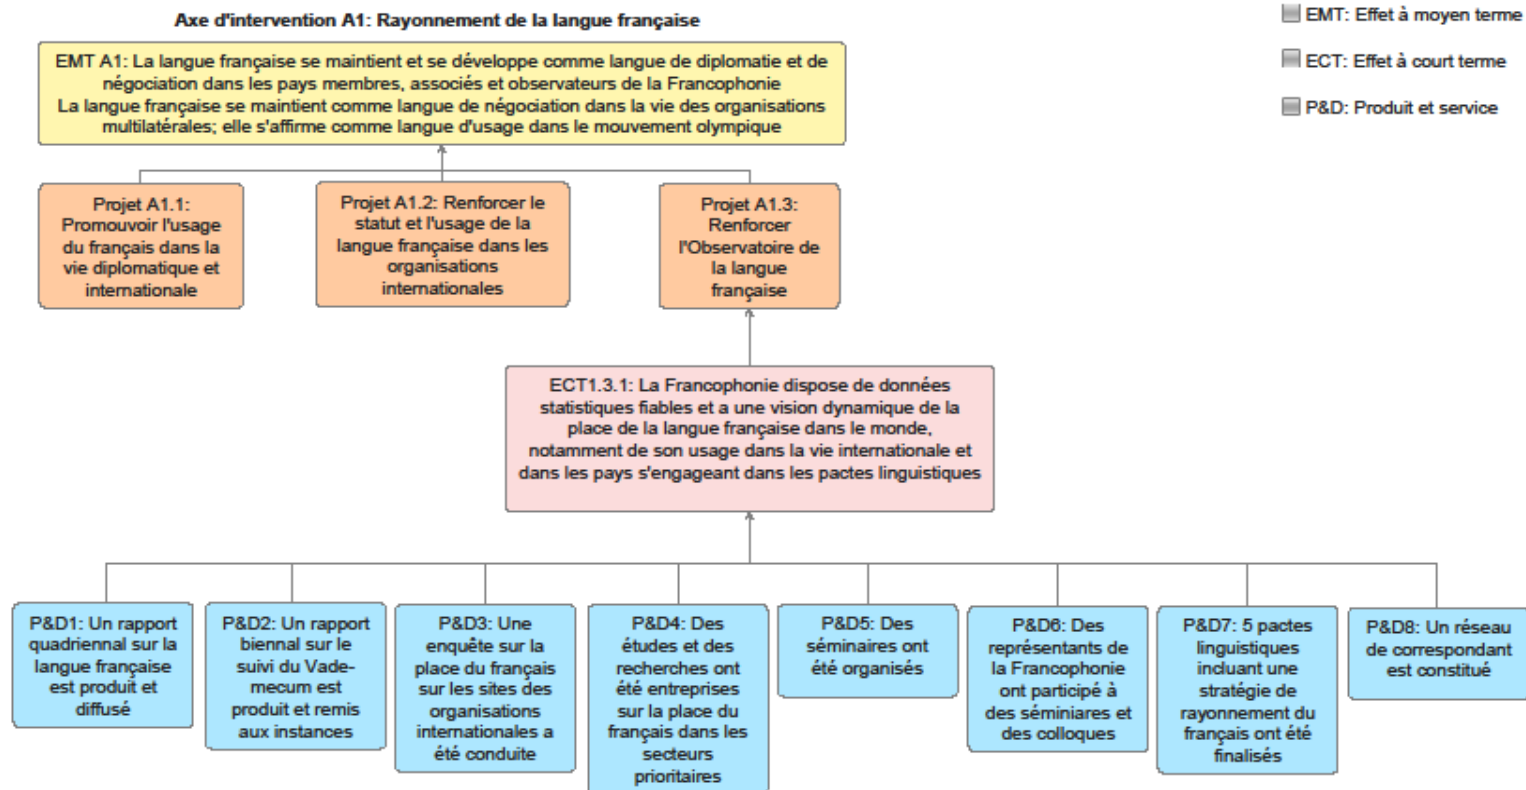 Axe d'intervention A1: Rayonnement de la langue française
EMT: Effet à moyen terme
ECT: Effet à court terme
P&D: Produit et service
EMT A1: La langue française se maintient et se développe comme langue de diplomatie et de
négociation dans les pays membres, associés et observateurs de la Francophonie
La langue française se maintient comme langue de négociation dans la vie des organisations
multilatérales; elle s'affirme comme langue d'usage dans le mouvement olympique
Projet A1.1:
Promouvoir l'usage
du français dans la
vie diplomatique et
internationale
Projet A1.2: Renforcer le
statut et l'usage de la
langue française dans les
organisations
internationales
Projet A1.3:
Renforcer
l'Observatoire de
la langue
française
ECT1.3.1: La Francophonie dispose de données
statistiques fiables et a une vision dynamique de la
place de la langue française dans le monde,
notamment de son usage dans la vie internationale et
dans les pays s'engageant dans les pactes linguistiques
P&D1: Un rapport
quadriennal sur la
langue française
est produit et
diffusé
P&D2: Un rapport
biennal sur le
suivi du Vade-
mecum est
produit et remis
aux instances
P&D3: Une
enquête sur la
place du français
sur les sites des
organisations
internationales a
été conduite
P&D4: Des
études et des
recherches ont
été entreprises
sur la place du
français dans les
secteurs
prioritaires
P&D5: Des
séminaires ont
été organisés
P&D6: Des
représentants de
la Francophonie
ont participé à
des séminiares et
des colloques
P&D7: 5 pactes
linguistiques
incluant une
stratégie de
rayonnement du
français ont été
finalisés
P&D8: Un réseau
de correspondant
est constitué